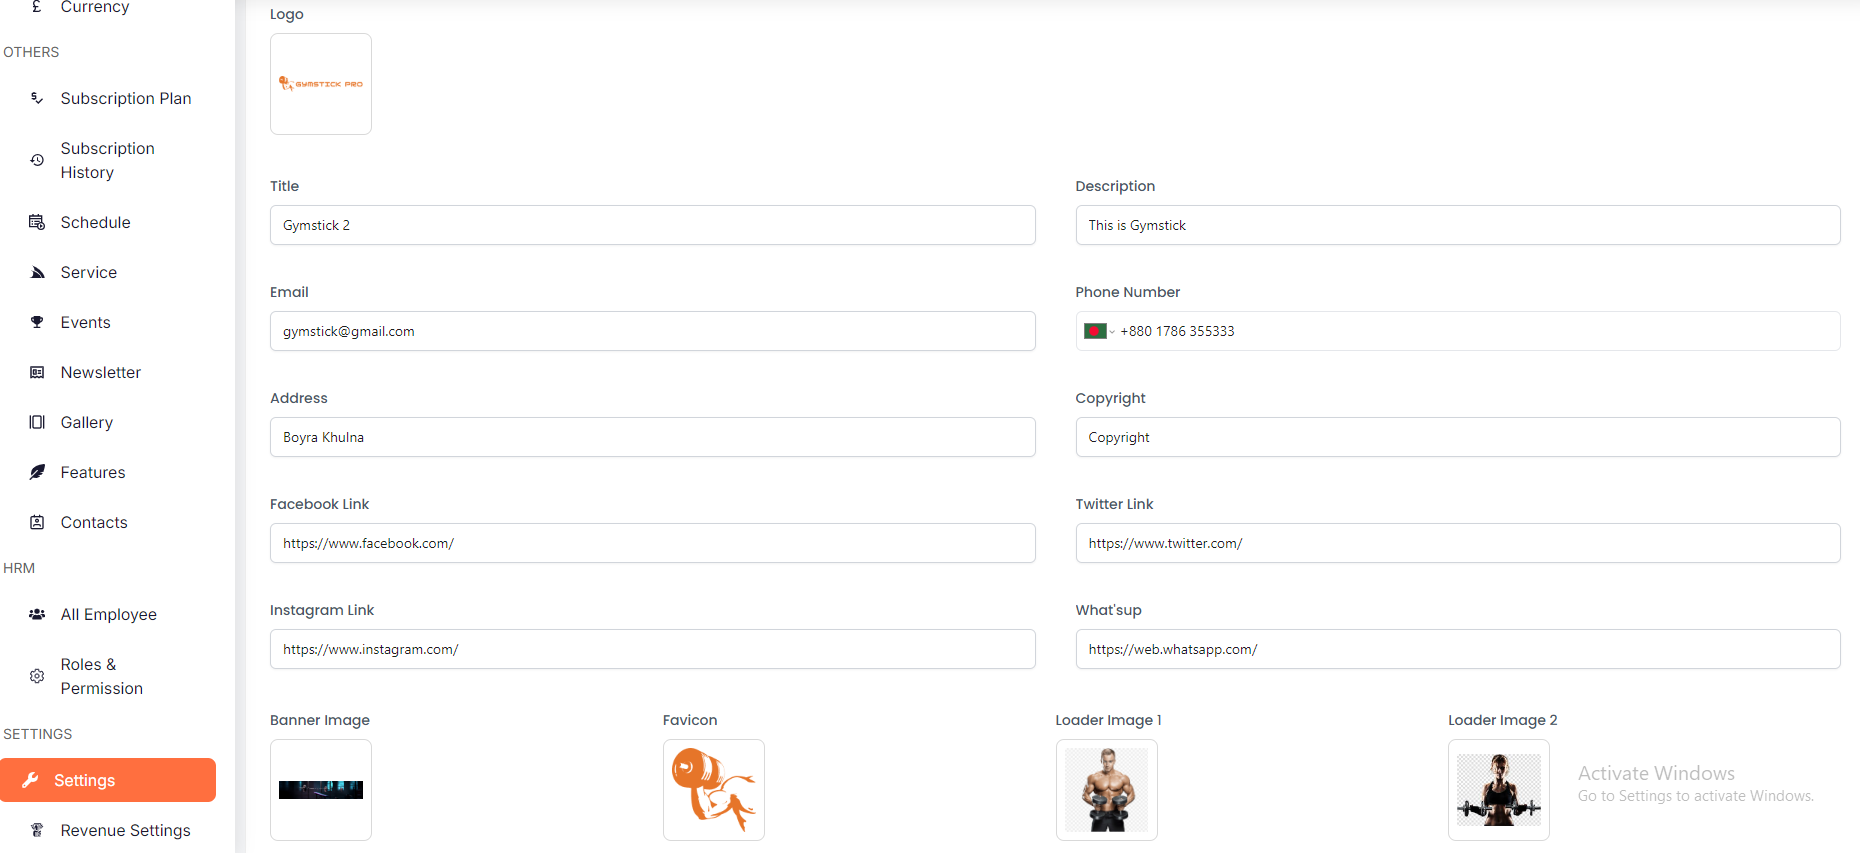 Currency
OTHERS
Subscription Plan
Subscription
History
Schedule
Service
Events
Newsletter
Gallery
Features
Contacts
HRM
All Employee
Roles &
Permission
SETTINGS
Settings
Revenue Settings
Logo
GYMSTICK PRO
Title
Gymstick 2
Description
This is Gymstick
Email
gymstick@gmail.com
Phone Number
+880 1786 355333
Address
Boyra Khulna
Copyright
Copyright
Facebook Link
https://www.facebook.com/
Twitter Link
https://www.twitter.com/
Instagram Link
https://www.instagram.com/
What'sup
https://web.whatsapp.com/
Banner Image
Favicon
Loader Image 1
Loader Image 2
Activate Windows
Go to Settings to activate Windows.